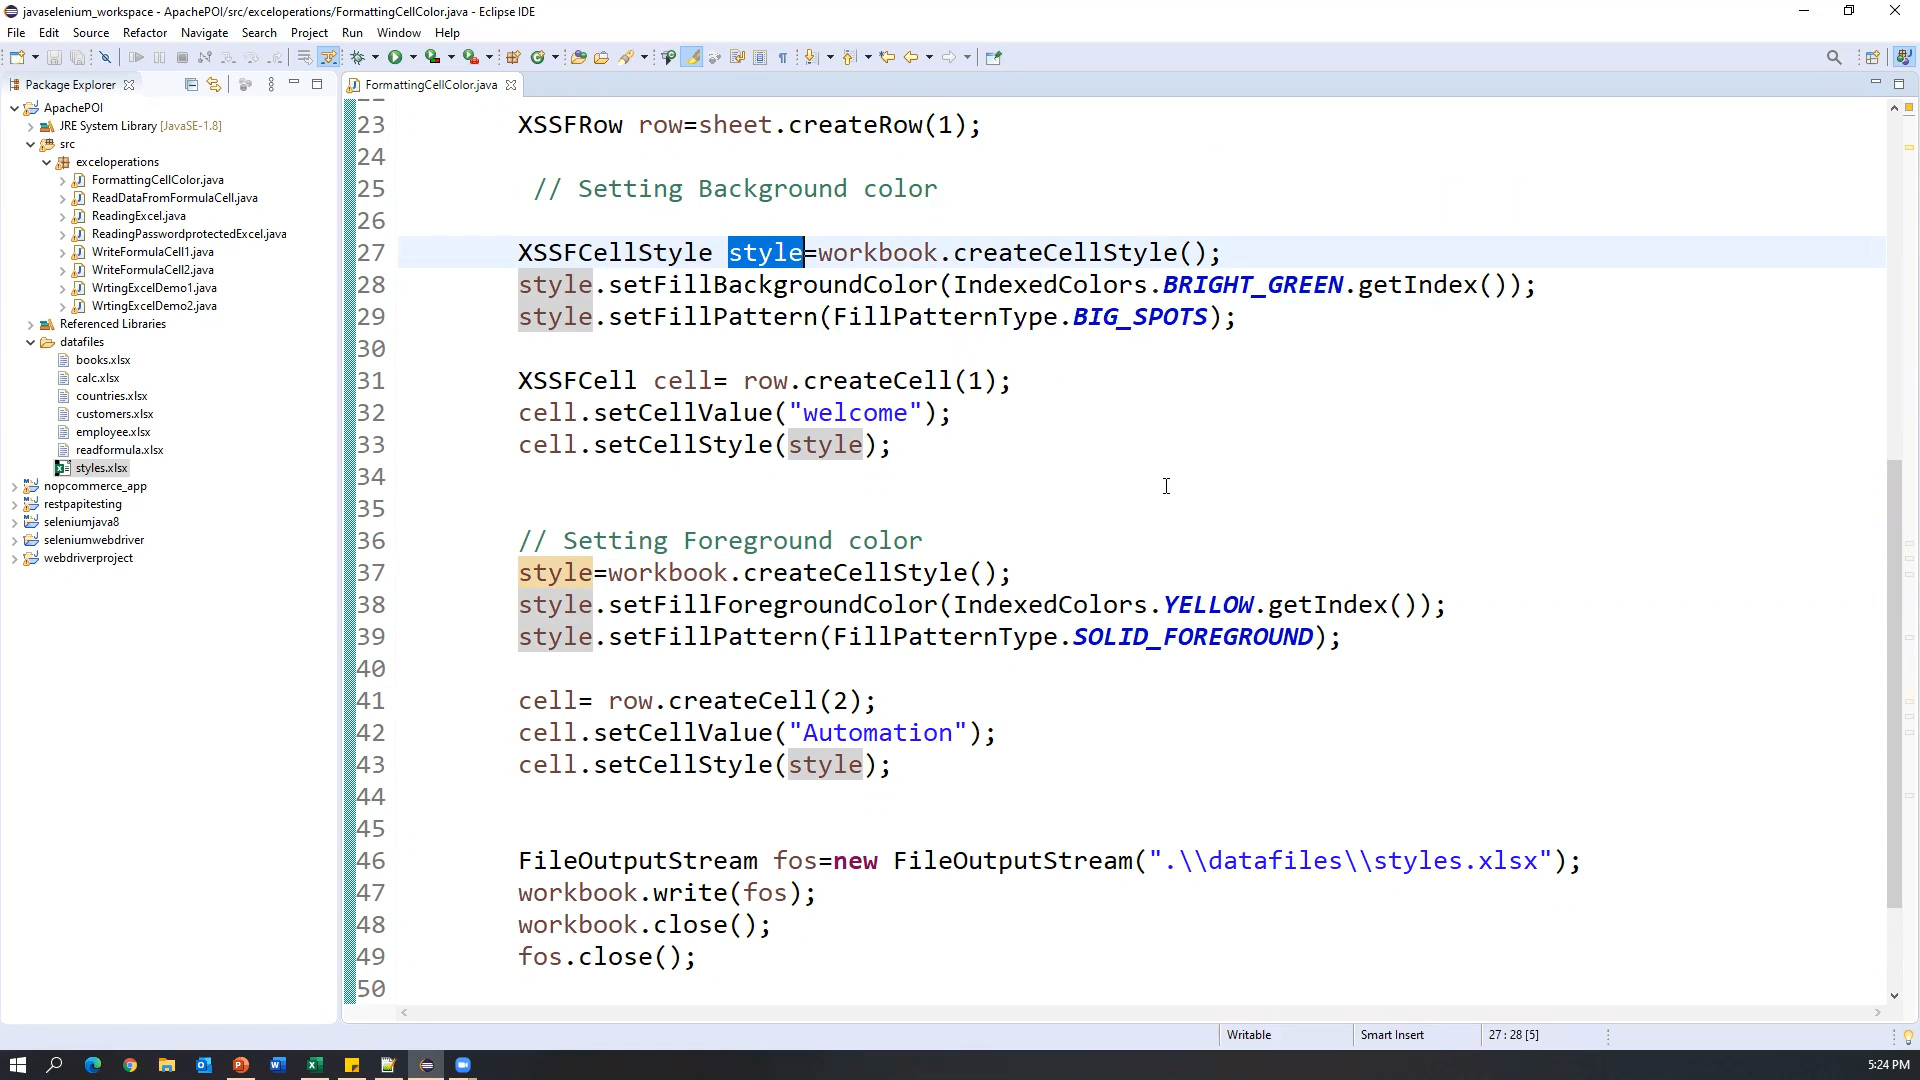 javaselenium_workspace - ApachePOI/src/exceloperations/FormattingCellColor.java - Eclipse IDE
File Edit Source Refactor Navigate Search Project Run Window Help
Package Explorer
ApachePOI
JRE System Library [JavaSE-1.8]
src
exceloperations
FormattingCellColor.java
ReadDataFromFormulaCell.java
ReadingExcel.java
ReadingPasswordprotectedExcel.java
WriteFormulaCell1.java
WriteFormulaCell2.java
WrtingExcelDemo1.java
WrtingExcelDemo2.java
Referenced Libraries
datafiles
books.xlsx
calc.xlsx
countries.xlsx
customers.xlsx
employee.xlsx
readformula.xlsx
styles.xlsx
nopcommerce_app
restpapitesting
seleniumjava8
seleniumwebdriver
webdriverproject
FormattingCellColor.java
23 XSSFRow row=sheet.createRow(1);
24
25 // Setting Background color
26
27 XSSFCellStyle style=workbook.createCellStyle();
28 style.setFillBackgroundColor(IndexedColors.BRIGHT_GREEN.getIndex());
29 style.setFillPattern(FillPatternType.BIG_SPOTS);
30
31 XSSFCell cell= row.createCell(1);
32 cell.setCellValue("welcome");
33 cell.setCellStyle(style);
34
35
36 // Setting Foreground color
37 style=workbook.createCellStyle();
38 style.setFillForegroundColor(IndexedColors.YELLOW.getIndex());
39 style.setFillPattern(FillPatternType.SOLID_FOREGROUND);
40
41 cell= row.createCell(2);
42 cell.setCellValue("Automation");
43 cell.setCellStyle(style);
44
45
46 FileOutputStream fos=new FileOutputStream(".\\datafiles\\styles.xlsx");
47 workbook.write(fos);
48 workbook.close();
49 fos.close();
50
Writable Smart Insert 27 : 28 [5]
5:24 PM